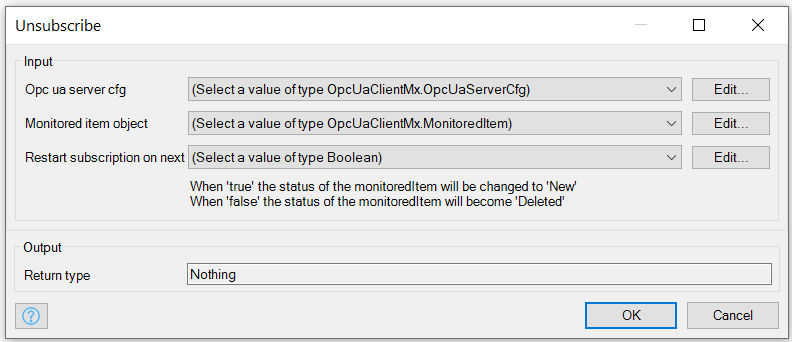 Unsubscribe
Input
Opc ua server cfg (Select a value of type OpcUaClientMx.OpcUaServerCfg) Edit...
Monitored item object (Select a value of type OpcUaClientMx.MonitoredItem) Edit...
Restart subscription on next (Select a value of type Boolean) Edit...
When 'true' the status of the monitoredItem will be changed to 'New'
When 'false' the status of the monitoredItem will become 'Deleted'
Output
Return type Nothing
? OK Cancel